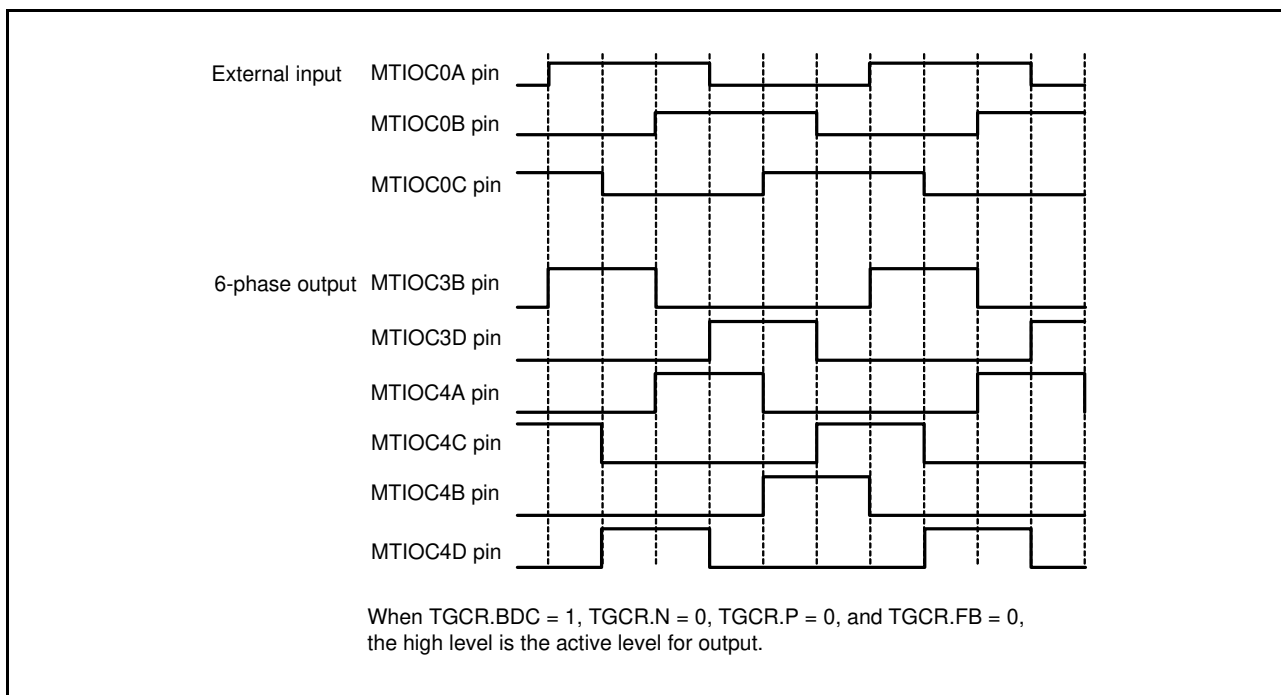 External input MTIOC0A pin
MTIOC0B pin
MTIOC0C pin
6-phase output MTIOC3B pin
MTIOC3D pin
MTIOC4A pin
MTIOC4C pin
MTIOC4B pin
MTIOC4D pin
When TGCR.BDC = 1, TGCR.N = 0, TGCR.P = 0, and TGCR.FB = 0,
the high level is the active level for output.